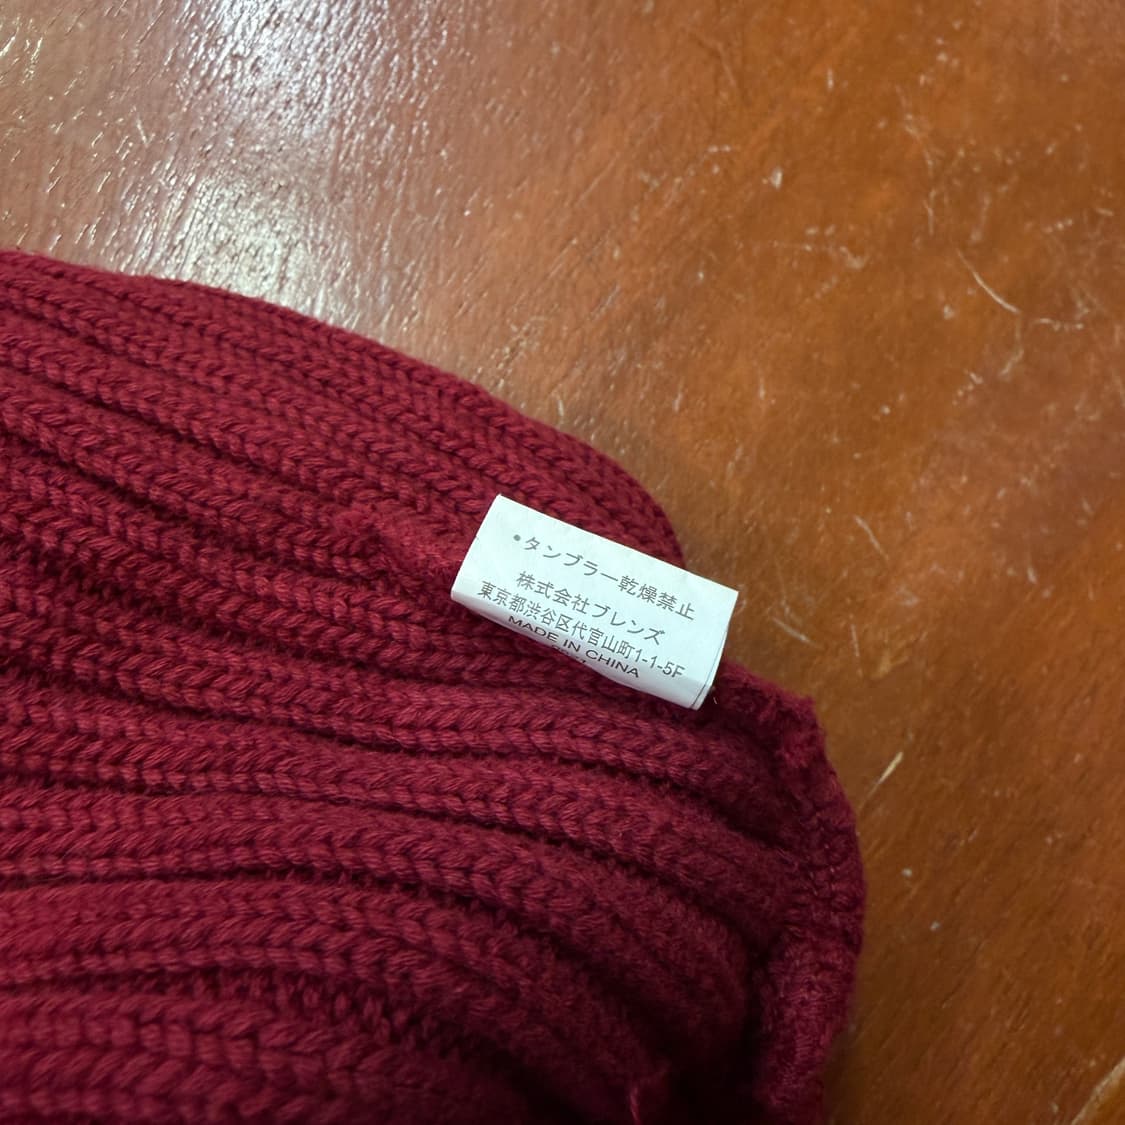 •タンブラー乾燥禁止
株式会社ブレンズ
東京都渋谷区代官山町1-1-5F
MADE IN CHINA